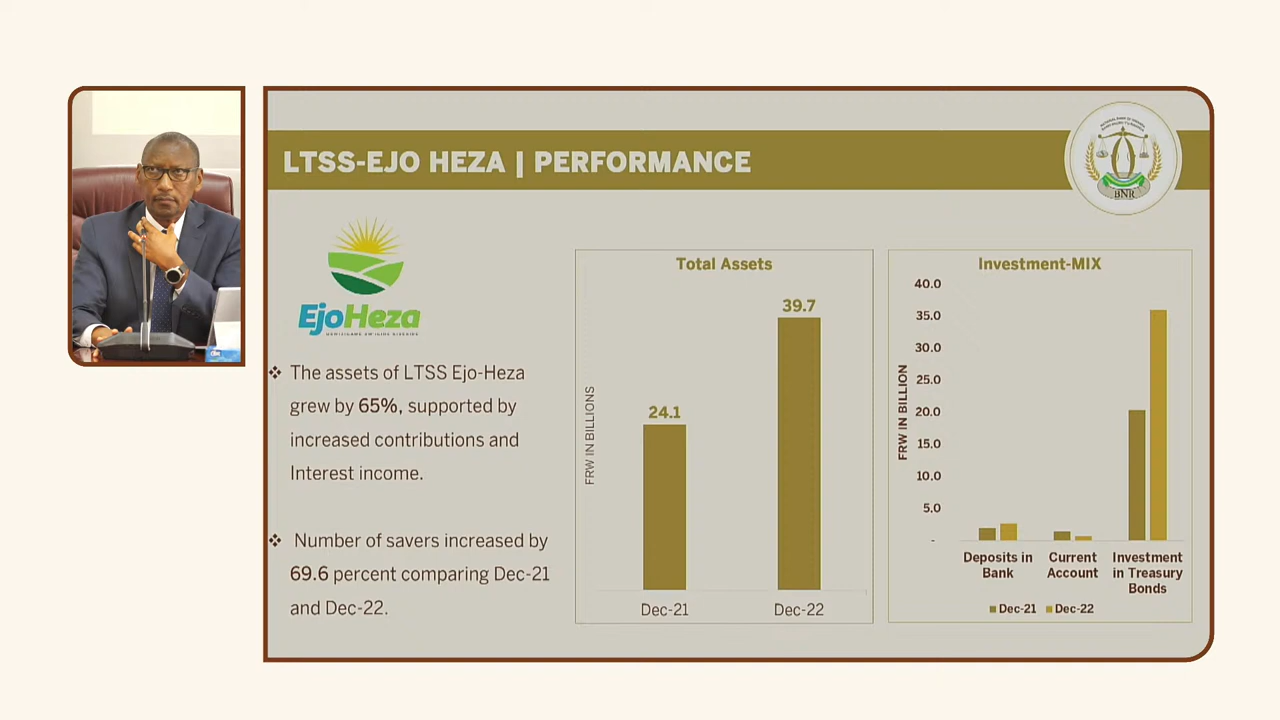 LTSS-EJO HEZA | PERFORMANCE
BNR
EjoHeza
❖ The assets of LTSS Ejo-Heza
grew by 65%, supported by
increased contributions and
Interest income.
❖ Number of savers increased by
69.6 percent comparing Dec-21
and Dec-22.
Total Assets
FRW IN BILLIONS
39.7
24.1
Dec-21 Dec-22
Investment-MIX
FRW IN BILLION
40.0
35.0
30.0
25.0
20.0
15.0
10.0
5.0
-
Deposits in Current Investment
Bank Account in Treasury
Bonds
Dec-21 Dec-22